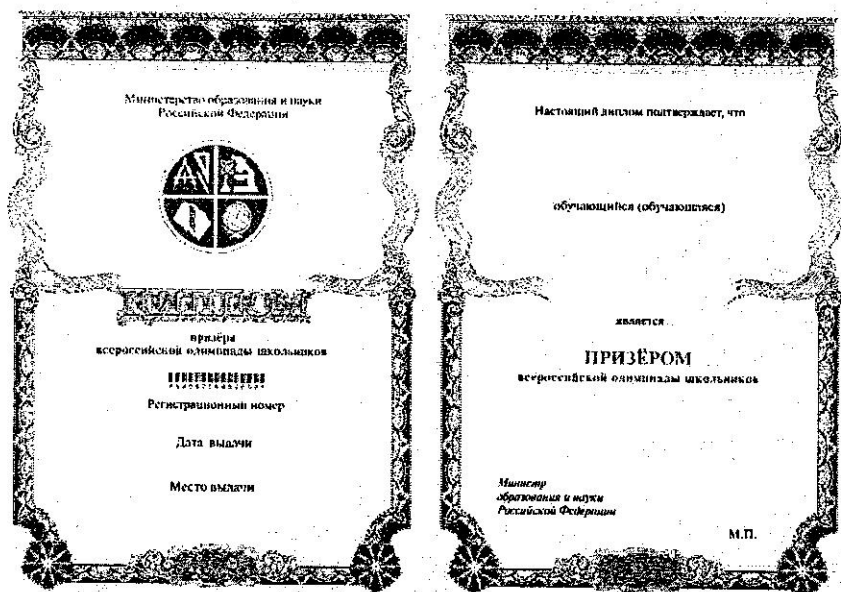 Министерство образования и науки
Российской Федерации
ДИПЛОМ
призёра
всероссийской олимпиады школьников
Регистрационный номер
Дата выдачи
Место выдачи
Настоящий диплом подтверждает, что
обучающийся (обучающаяся)
является
ПРИЗЁРОМ
всероссийской олимпиады школьников
Министр
образования и науки
Российской Федерации
М.П.